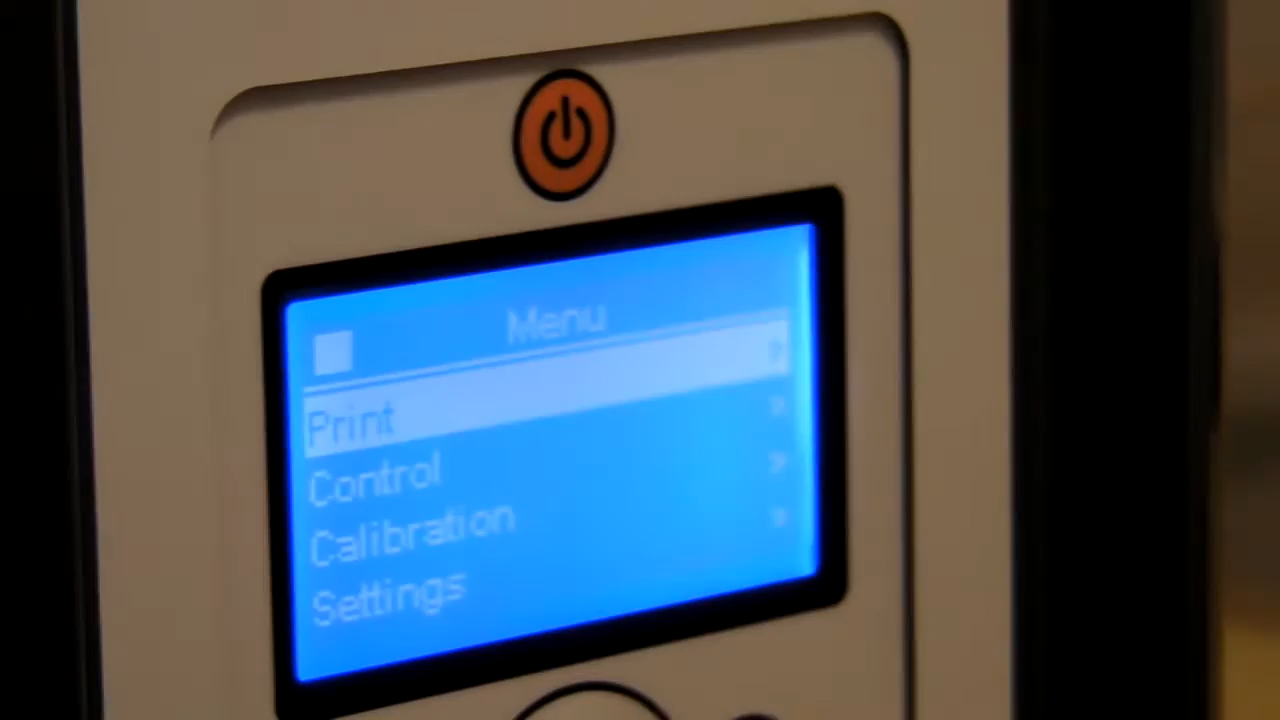 Menu
Print »
Control »
Calibration »
Settings »